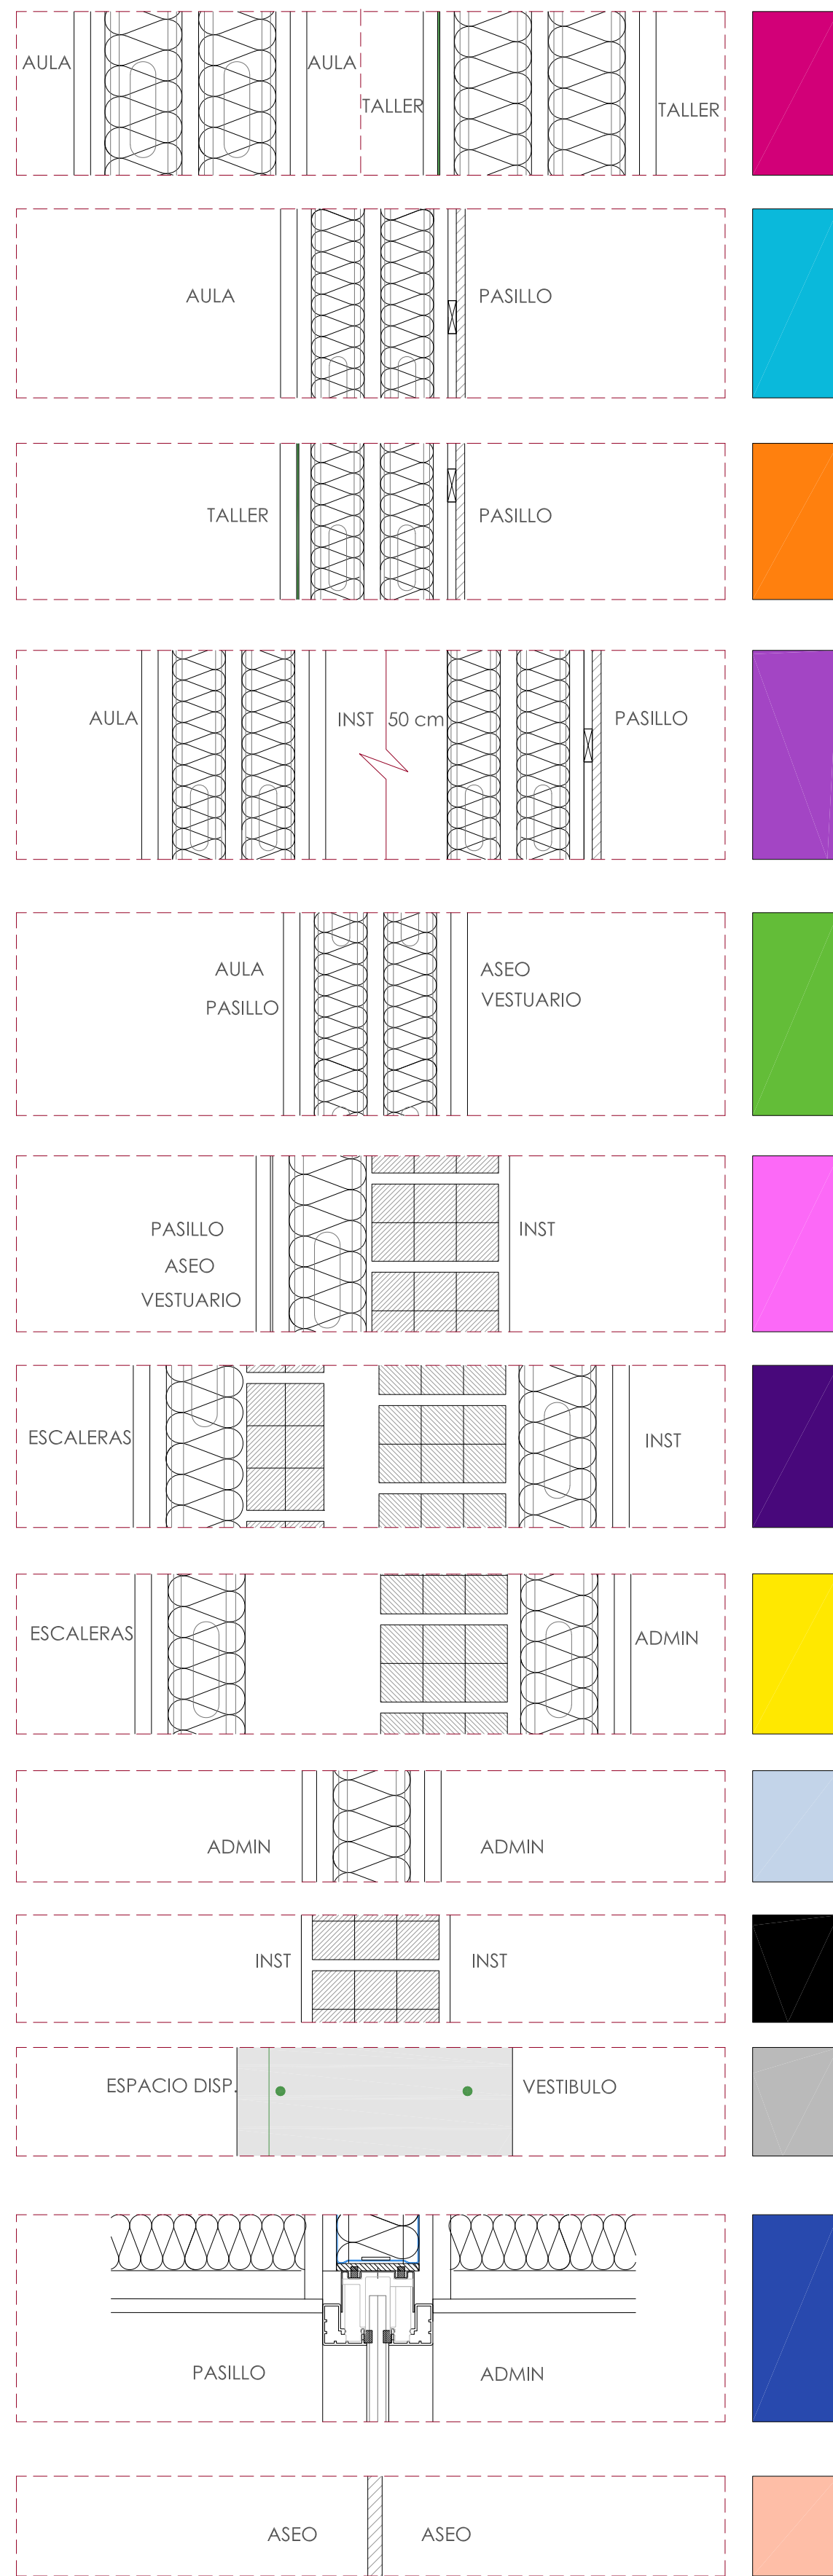 AULA
AULA
TALLER
TALLER
AULA
PASILLO
TALLER
PASILLO
AULA
INST 50 cm
PASILLO
AULA
PASILLO
ASEO
VESTUARIO
PASILLO
ASEO
VESTUARIO
INST
ESCALERAS
INST
ESCALERAS
ADMIN
ADMIN
ADMIN
INST
INST
ESPACIO DISP.
VESTIBULO
PASILLO
ADMIN
ASEO
ASEO